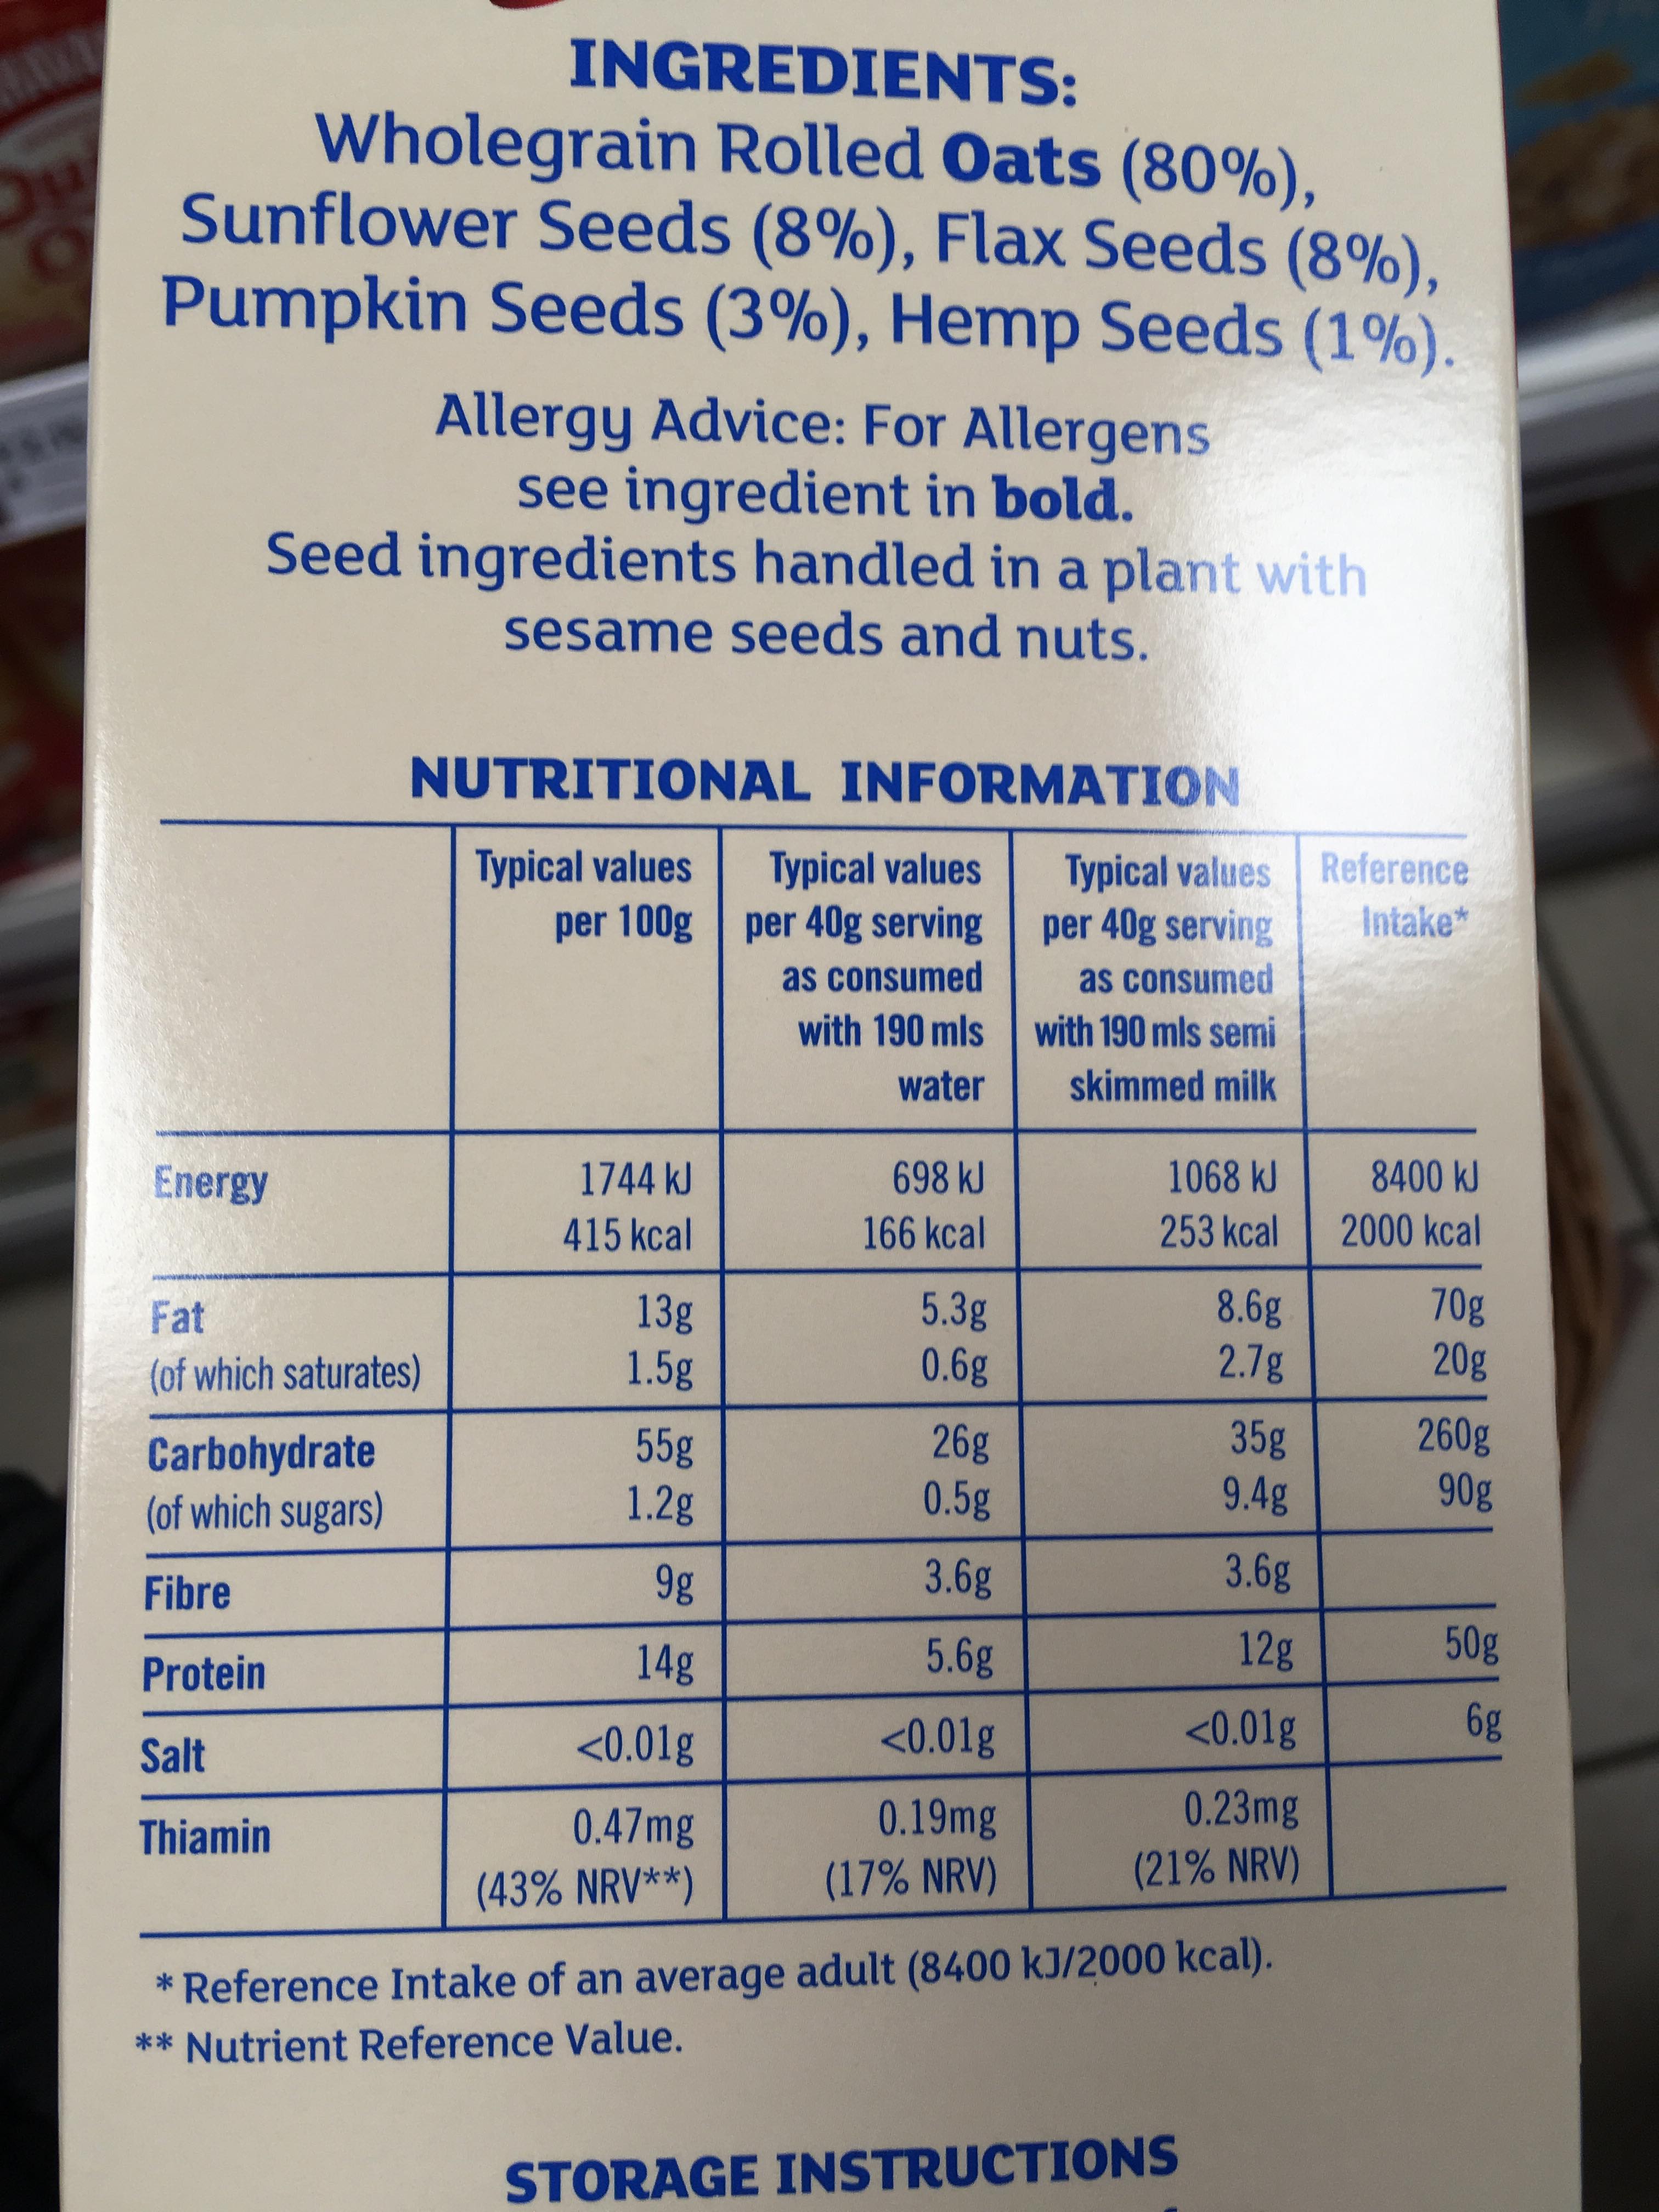 INGREDIENTS:
Wholegrain Rolled Oats (80%),
Sunflower Seeds (8%), Flax Seeds (8%),
Pumpkin Seeds (3%), Hemp Seeds (1%).
Allergy Advice: For Allergens
see ingredient in bold.
Seed ingredients handled in a plant with
sesame seeds and nuts.
NUTRITIONAL INFORMATION
Typical values per 100g
Typical values per 40g serving as consumed with 190 mls water
Typical values per 40g serving as consumed with 190 mls semi skimmed milk
Reference Intake*
Energy 1744 kJ 698 kJ 1068 kJ 8400 kJ
415 kcal 166 kcal 253 kcal 2000 kcal
Fat 13g 5.3g 8.6g 70g
(of which saturates) 1.5g 0.6g 2.7g 20g
Carbohydrate 55g 26g 35g 260g
(of which sugars) 1.2g 0.5g 9.4g 90g
Fibre 9g 3.6g 3.6g
Protein 14g 5.6g 12g 50g
Salt <0.01g <0.01g <0.01g 6g
Thiamin 0.47mg 0.19mg 0.23mg
(43% NRV**) (17% NRV) (21% NRV)
* Reference Intake of an average adult (8400 kJ/2000 kcal).
** Nutrient Reference Value.
STORAGE INSTRUCTIONS